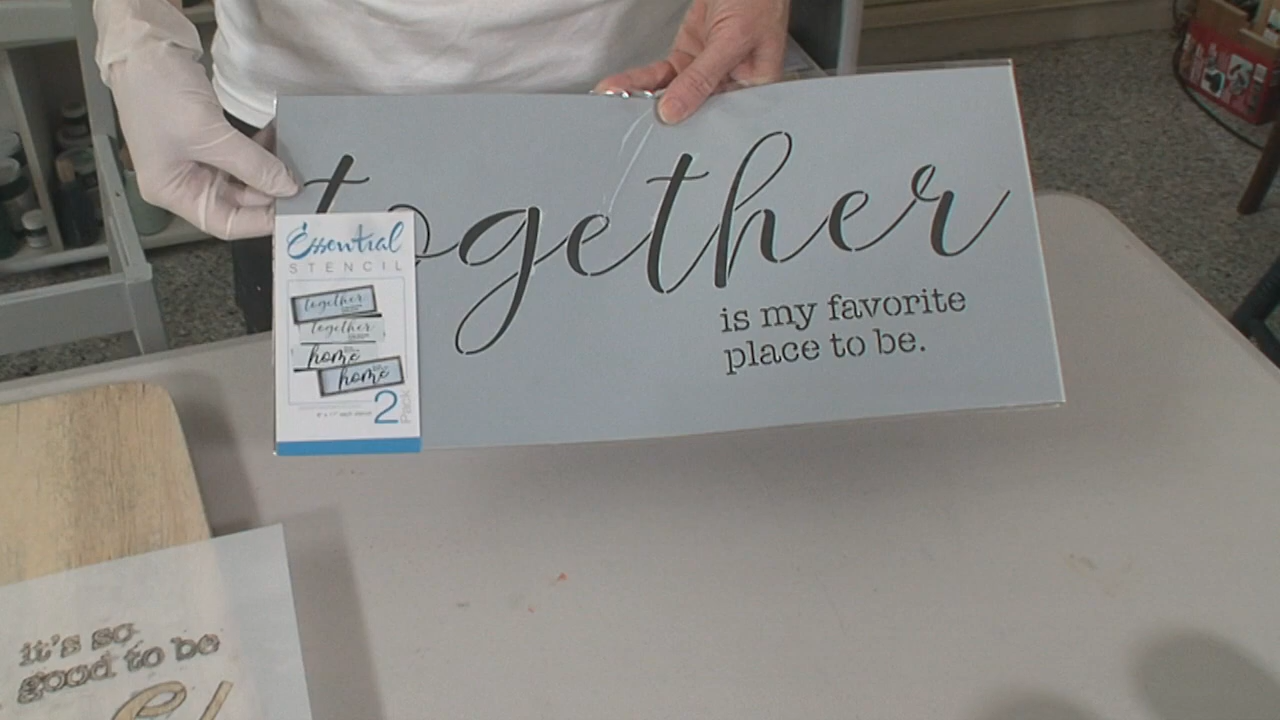 together
is my favorite
place to be.
Essential
STENCIL
together
together
home
home
2
Pack
it's so
good to be